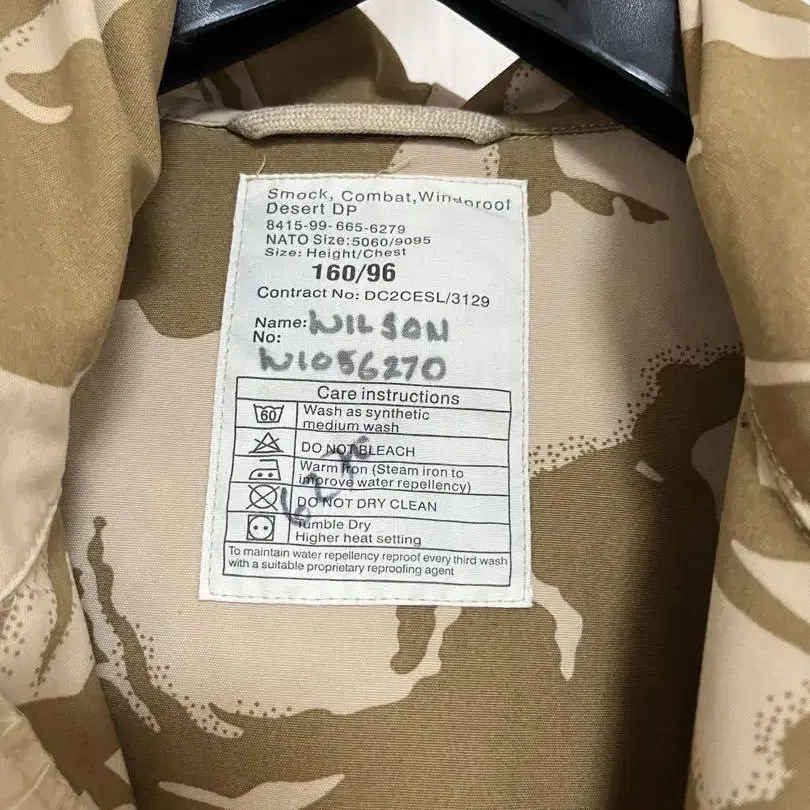 Smock, Combat, Windproof
Desert DP
8415-99-665-6279
NATO Size:5060/9095
Size: Height/Chest
160/96
Contract No: DC2CESL/3129
Name: WILSON
No:
W1056270
Care instructions
60 Wash as synthetic
medium wash
DO NOT BLEACH
Warm Iron (Steam iron to
improve water repellency)
DO NOT DRY CLEAN
Tumble Dry
Higher heat setting
To maintain water repellency reproof every third wash
with a suitable proprietary reproofing agent